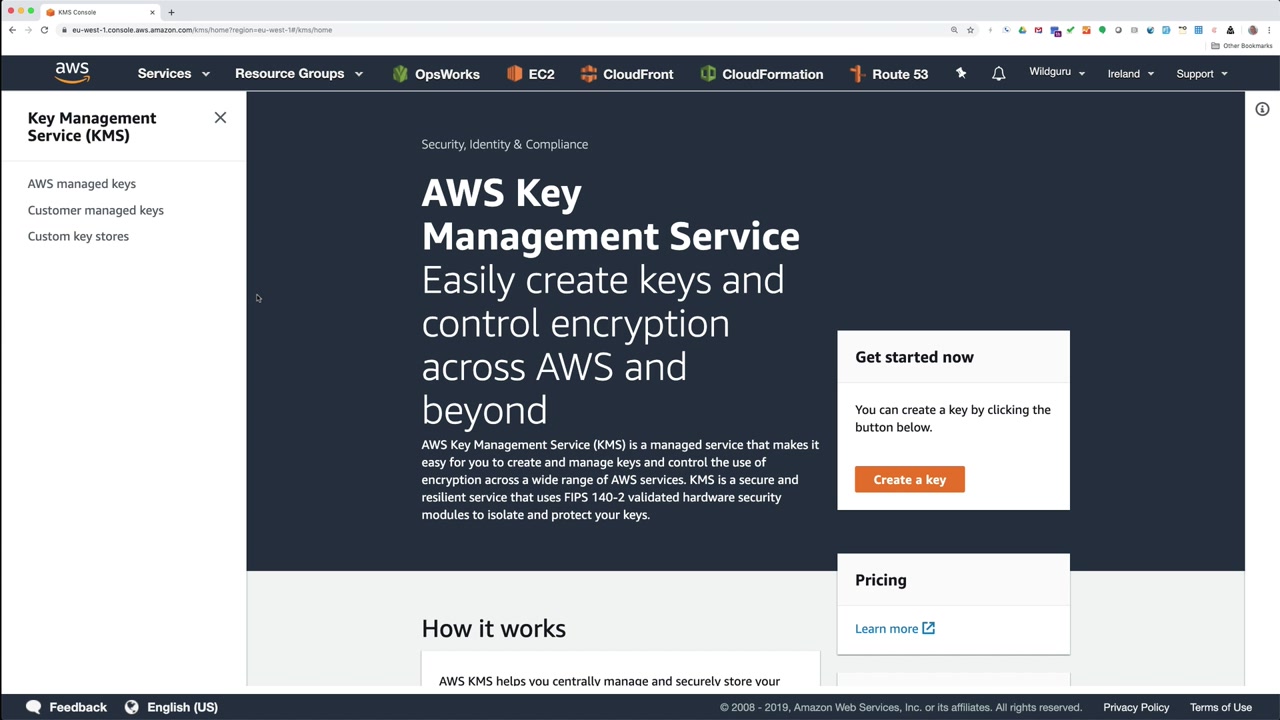 KMS Console
eu-west-1.console.aws.amazon.com/kms/home?region=eu-west-1#/kms/home
Other Bookmarks
aws
Services
Resource Groups
OpsWorks
EC2
CloudFront
CloudFormation
Route 53
Wildguru
Ireland
Support
Key Management
Service (KMS)
AWS managed keys
Customer managed keys
Custom key stores
Security, Identity & Compliance
AWS Key
Management Service
Easily create keys and
control encryption
across AWS and
beyond
AWS Key Management Service (KMS) is a managed service that makes it
easy for you to create and manage keys and control the use of
encryption across a wide range of AWS services. KMS is a secure and
resilient service that uses FIPS 140-2 validated hardware security
modules to isolate and protect your keys.
Get started now
You can create a key by clicking the
button below.
Create a key
Pricing
Learn more
How it works
AWS KMS helps you centrally manage and securely store your
Feedback
English (US)
© 2008 - 2019, Amazon Web Services, Inc. or its affiliates. All rights reserved.
Privacy Policy
Terms of Use